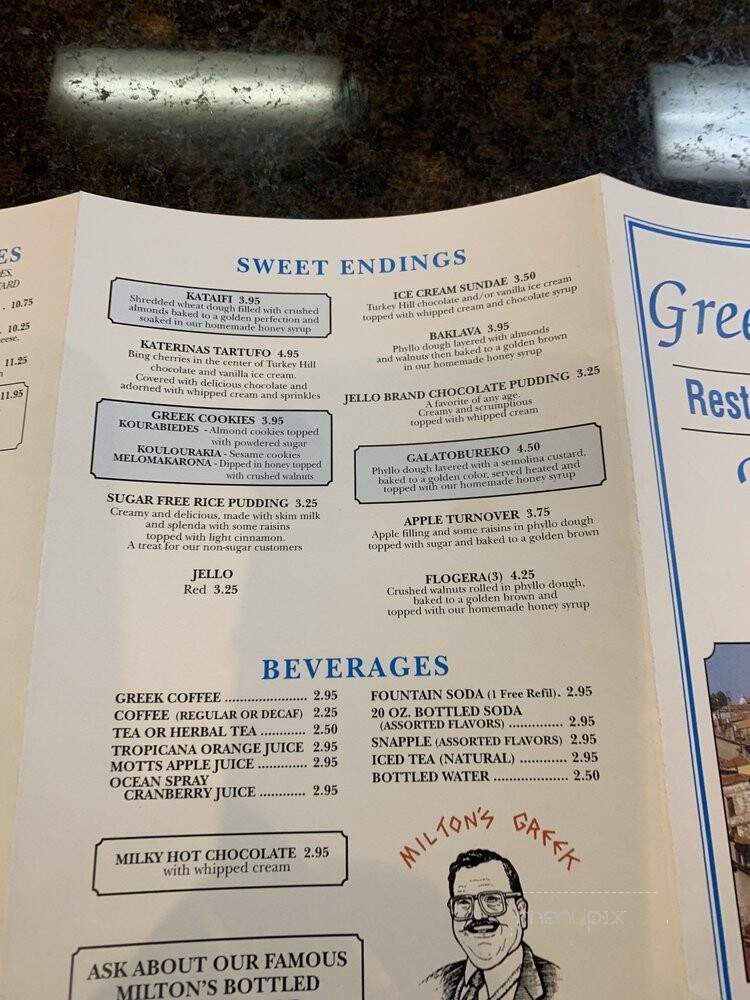 ES
ES,
ARD
. 10.75
. 10.25
eese,
11.25
11.95
SWEET ENDINGS
KATAIFI 3.95
Shredded wheat dough filled with crushed
almonds baked to a golden perfection and
soaked in our homemade honey syrup
KATERINAS TARTUFO 4.95
Bing cherries in the center of Turkey Hill
chocolate and vanilla ice cream.
Covered with delicious chocolate and
adorned with whipped cream and sprinkles
GREEK COOKIES 3.95
KOURABIEDES - Almond cookies topped
with powdered sugar
KOULOURAKIA - Sesame cookies
MELOMAKARONA - Dipped in honey topped
with crushed walnuts
SUGAR FREE RICE PUDDING 3.25
Creamy and delicious, made with skim milk
and splenda with some raisins
topped with light cinnamon.
A treat for our non-sugar customers
JELLO
Red 3.25
ICE CREAM SUNDAE 3.50
Turkey Hill chocolate and/or vanilla ice cream
topped with whipped cream and chocolate syrup
BAKLAVA 3.95
Phyllo dough layered with almonds
and walnuts then baked to a golden brown
in our homemade honey syrup
JELLO BRAND CHOCOLATE PUDDING 3.25
A favorite of any age.
Creamy and scrumptious
topped with whipped cream
GALATOBUREKO 4.50
Phyllo dough layered with a semolina custard,
baked to a golden color, served heated and
topped with our homemade honey syrup
APPLE TURNOVER 3.75
Apple filling and some raisins in phyllo dough
topped with sugar and baked to a golden brown
FLOGERA(3) 4.25
Crushed walnuts rolled in phyllo dough,
baked to a golden brown and
topped with our homemade honey syrup
BEVERAGES
GREEK COFFEE ...................... 2.95
COFFEE (REGULAR OR DECAF) 2.25
TEA OR HERBAL TEA ............ 2.50
TROPICANA ORANGE JUICE 2.95
MOTTS APPLE JUICE ............. 2.95
OCEAN SPRAY
CRANBERRY JUICE ............ 2.95
FOUNTAIN SODA (1 Free Refil). 2.95
20 OZ. BOTTLED SODA
(ASSORTED FLAVORS) .............. 2.95
SNAPPLE (ASSORTED FLAVORS) 2.95
ICED TEA (NATURAL) ............ 2.95
BOTTLED WATER ................... 2.50
MILKY HOT CHOCOLATE 2.95
with whipped cream
MILTON'S GREEK
menypix
ASK ABOUT OUR FAMOUS
MILTON'S BOTTLED
Gree
Rest